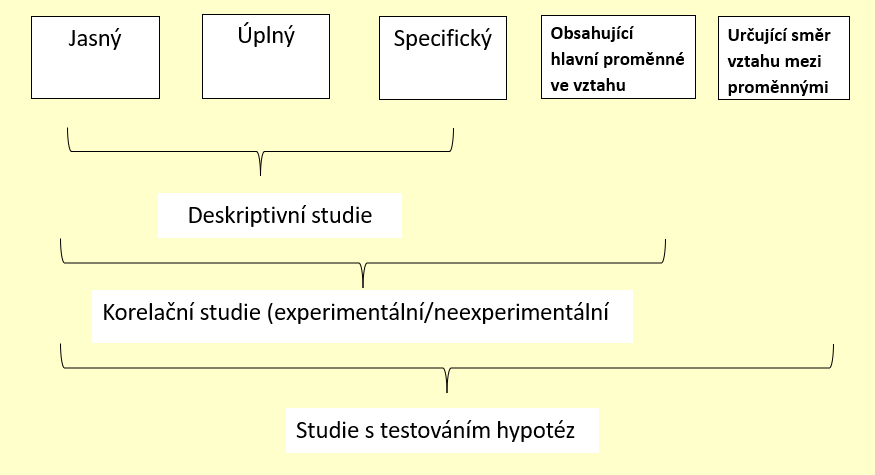 Jasný
Úplný
Specifický
Obsahující
hlavní proměnné
ve vztahu
Určující směr
vztahu mezi
proměnnými
Deskriptivní studie
Korelační studie (experimentální/neexperimentální
Studie s testováním hypotéz